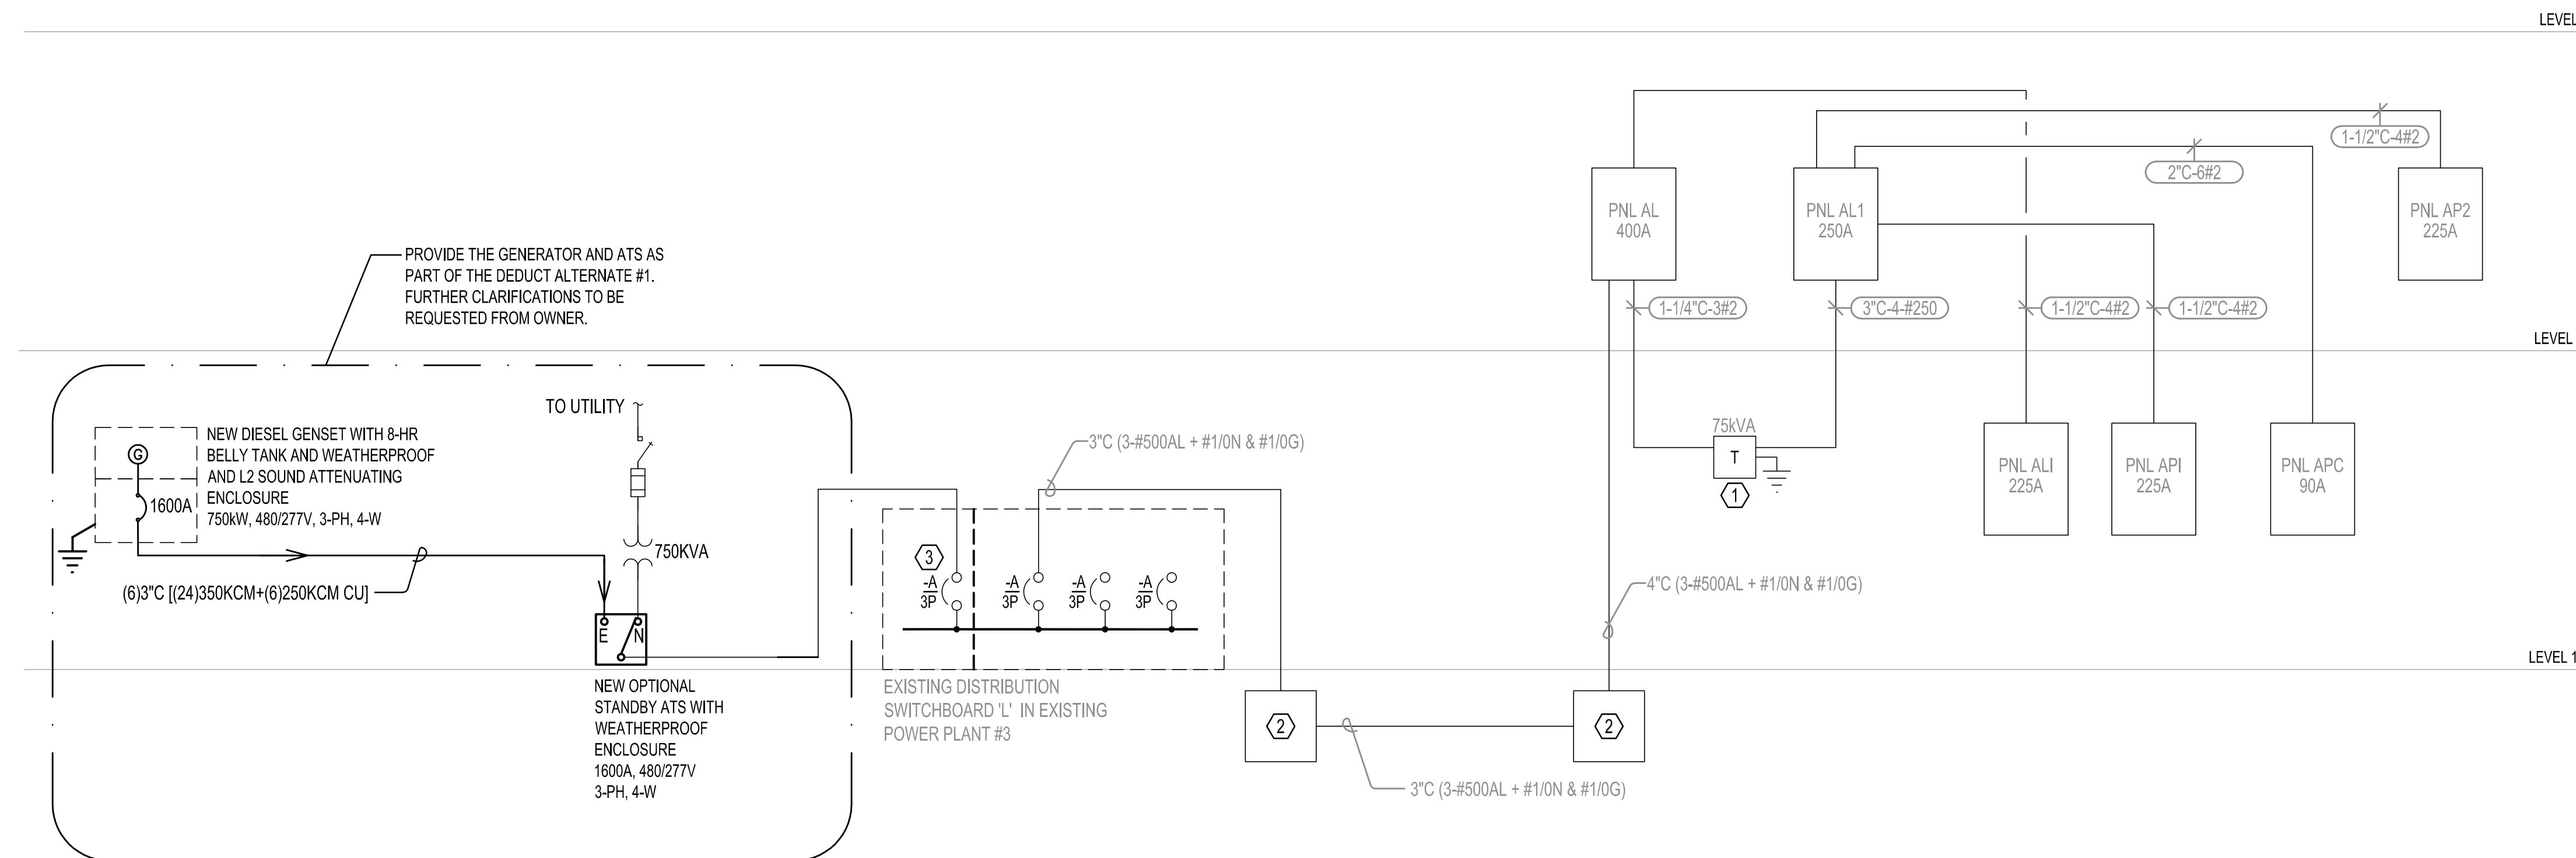 LEVEL
1-1/2"C-4#2
2"C-6#2
PNL AL
400A
PNL AL1
250A
PNL AP2
225A
PROVIDE THE GENERATOR AND ATS AS
PART OF THE DEDUCT ALTERNATE #1.
FURTHER CLARIFICATIONS TO BE
REQUESTED FROM OWNER.
1-1/4"C-3#2
3"C-4-#250
1-1/2"C-4#2
1-1/2"C-4#2
LEVEL
TO UTILITY
NEW DIESEL GENSET WITH 8-HR
BELLY TANK AND WEATHERPROOF
AND L2 SOUND ATTENUATING
ENCLOSURE
750kW, 480/277V, 3-PH, 4-W
G
1600A
750KVA
(6)3"C [(24)350KCM+(6)250KCM CU]
E
N
NEW OPTIONAL
STANDBY ATS WITH
WEATHERPROOF
ENCLOSURE
1600A, 480/277V
3-PH, 4-W
3"C (3-#500AL + #1/0N & #1/0G)
3
-A
3P
-A
3P
-A
3P
-A
3P
EXISTING DISTRIBUTION
SWITCHBOARD 'L' IN EXISTING
POWER PLANT #3
75kVA
T
1
PNL ALI
225A
PNL API
225A
PNL APC
90A
4"C (3-#500AL + #1/0N & #1/0G)
LEVEL 1
2
2
3"C (3-#500AL + #1/0N & #1/0G)